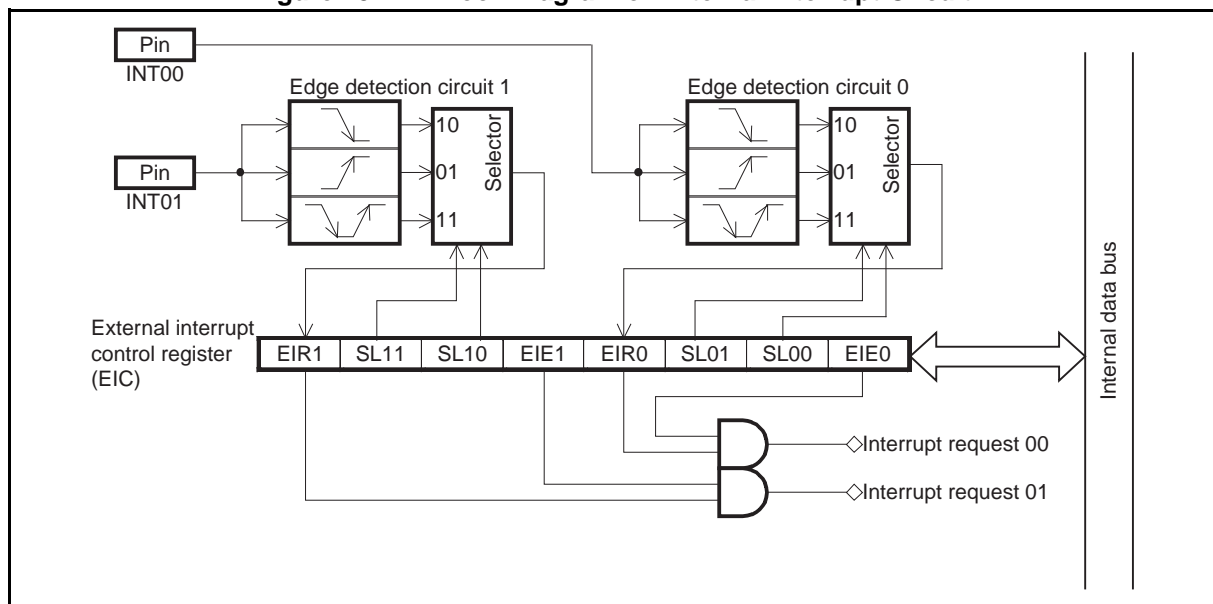 Pin
INT00
Edge detection circuit 1
Edge detection circuit 0
10
01
11
Selector
10
01
11
Selector
Pin
INT01
External interrupt
control register
(EIC)
EIR1 SL11 SL10 EIE1 EIR0 SL01 SL00 EIE0
Internal data bus
Interrupt request 00
Interrupt request 01